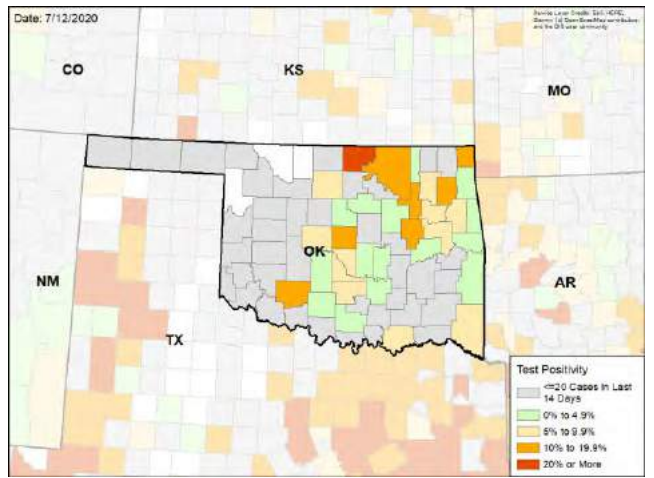 Date: 7/12/2020
CO
KS
MO
OK
NM
AR
TX
Test Positivity
<=20 Cases In Last
14 Days
0% to 4.9%
5% to 9.9%
10% to 19.9%
20% or More